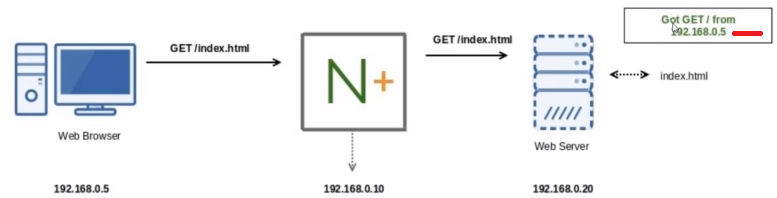 Got GET / from
192.168.0.5
GET /index.html
GET /index.html
N+
index.html
Web Browser
Web Server
192.168.0.5
192.168.0.10
192.168.0.20